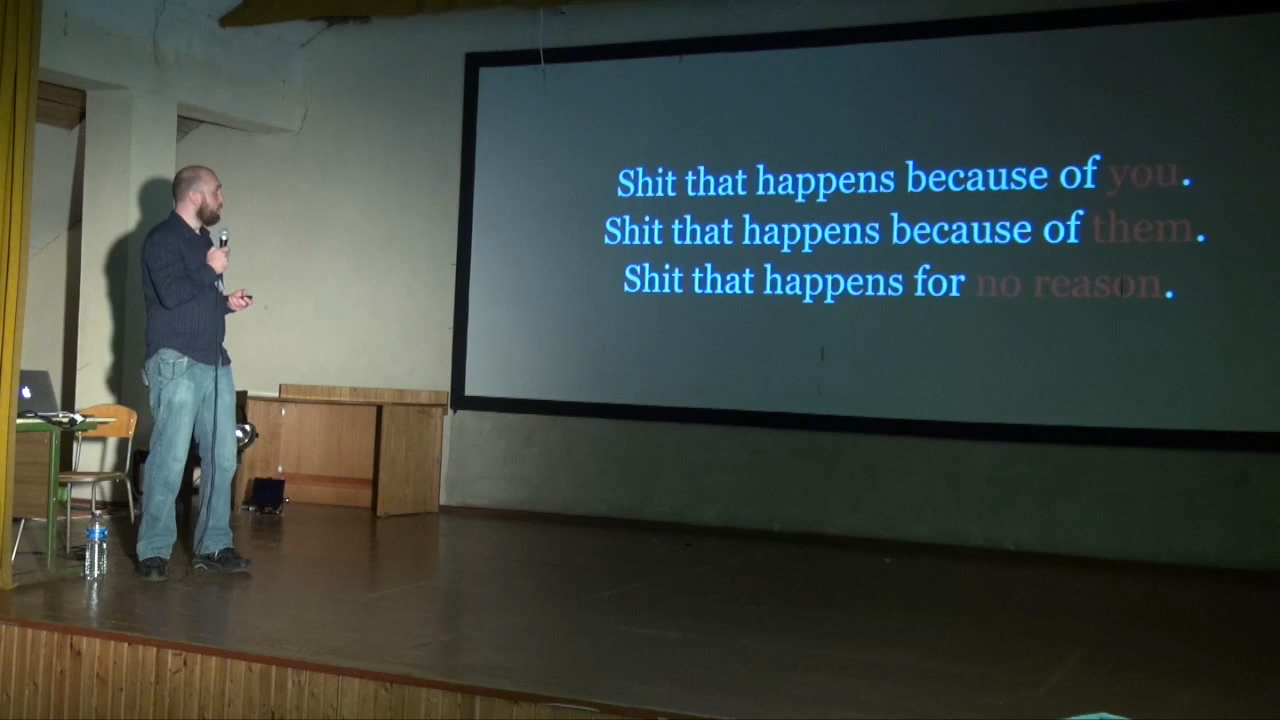 Shit that happens because of you.
Shit that happens because of them.
Shit that happens for no reason.